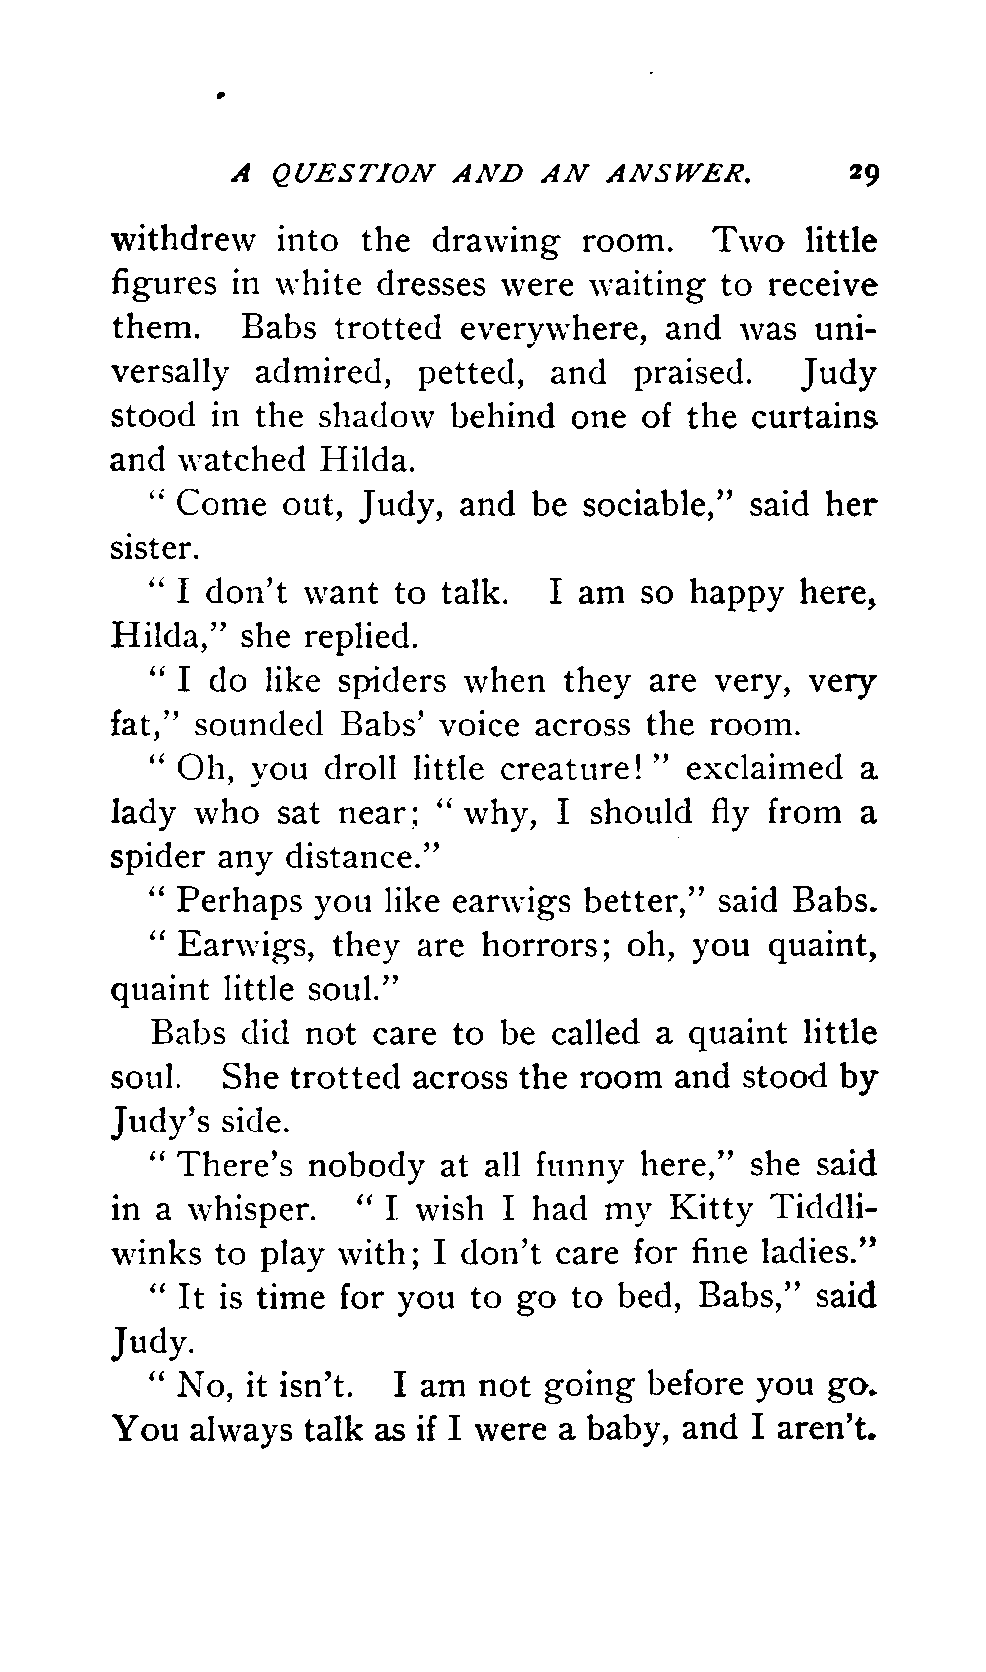 A QUESTION AND AN ANSWER. 29
withdrew into the drawing room. Two little
figures in white dresses were waiting to receive
them. Babs trotted everywhere, and was uni-
versally admired, petted, and praised. Judy
stood in the shadow behind one of the curtains
and watched Hilda.
" Come out, Judy, and be sociable," said her
sister.
" I don't want to talk. I am so happy here,
Hilda," she replied.
" I do like spiders when they are very, very
fat," sounded Babs' voice across the room.
" Oh, you droll little creature! " exclaimed a
lady who sat near; " why, I should fly from a
spider any distance."
" Perhaps you like earwigs better," said Babs.
" Earwigs, they are horrors; oh, you quaint,
quaint little soul."
Babs did not care to be called a quaint little
soul. She trotted across the room and stood by
Judy's side.
" There's nobody at all funny here," she said
in a whisper. " I wish I had my Kitty Tiddli-
winks to play with; I don't care for fine ladies."
" It is time for you to go to bed, Babs," said
Judy.
" No, it isn't. I am not going before you go.
You always talk as if I were a baby, and I aren't.